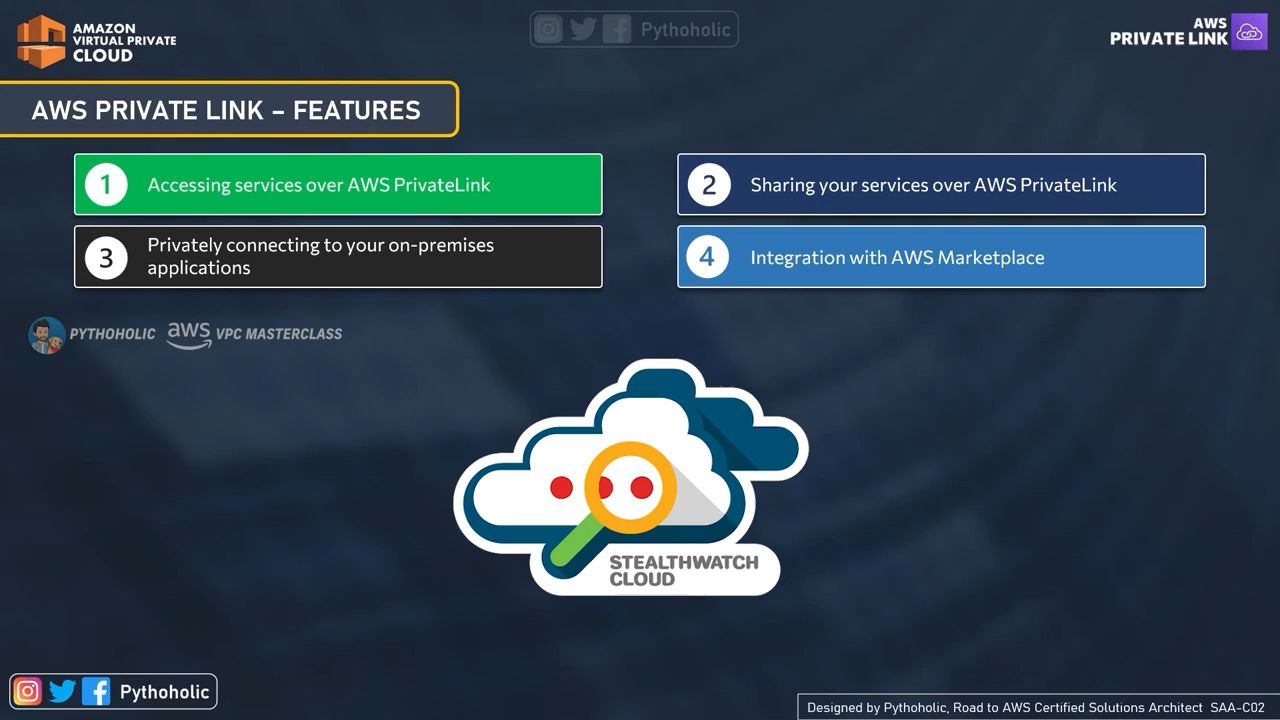 AMAZON
VIRTUAL PRIVATE
CLOUD
Pythoholic
AWS
PRIVATE LINK
AWS PRIVATE LINK – FEATURES
1 Accessing services over AWS PrivateLink
2 Sharing your services over AWS PrivateLink
3 Privately connecting to your on-premises
applications
4 Integration with AWS Marketplace
PYTHOHOLIC aws VPC MASTERCLASS
STEALTHWATCH
CLOUD
Pythoholic
Designed by Pythoholic, Road to AWS Certified Solutions Architect SAA-C02